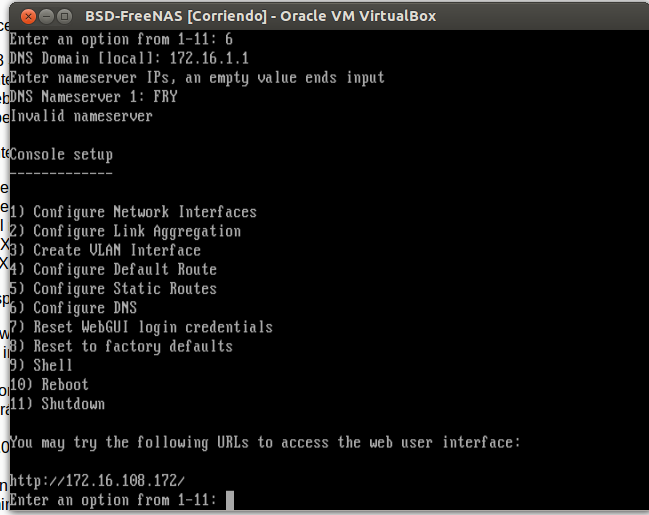 BSD-FreeNAS [Corriendo] - Oracle VM VirtualBox
Enter an option from 1-11: 6
DNS Domain [local]: 172.16.1.1
Enter nameserver IPs, an empty value ends input
DNS Nameserver 1: FRY
Invalid nameserver
Console setup
-------------
1) Configure Network Interfaces
2) Configure Link Aggregation
3) Create VLAN Interface
4) Configure Default Route
5) Configure Static Routes
6) Configure DNS
7) Reset WebGUI login credentials
8) Reset to factory defaults
9) Shell
10) Reboot
11) Shutdown
You may try the following URLs to access the web user interface:
http://172.16.108.172/
Enter an option from 1-11: